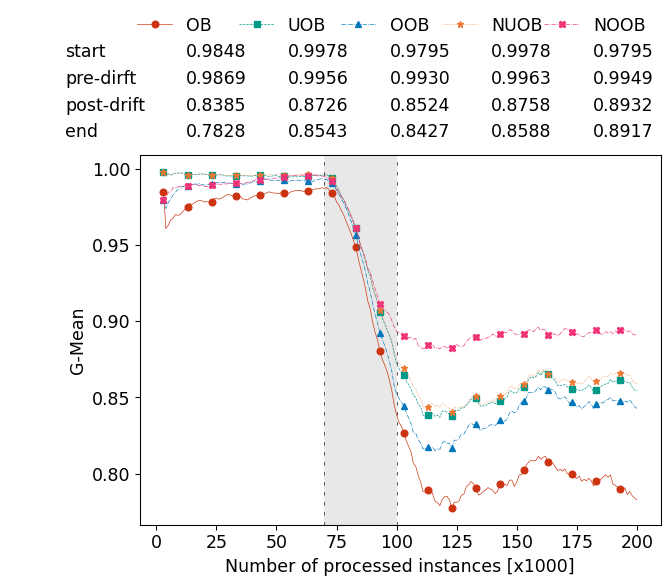 OB UOB OOB NUOB NOOB
start 0.9848 0.9978 0.9795 0.9978 0.9795
pre-dirft 0.9869 0.9956 0.9930 0.9963 0.9949
post-drift 0.8385 0.8726 0.8524 0.8758 0.8932
end 0.7828 0.8543 0.8427 0.8588 0.8917
1.00
0.95
0.90
0.85
0.80
G-Mean
0 25 50 75 100 125 150 175 200
Number of processed instances [x1000]